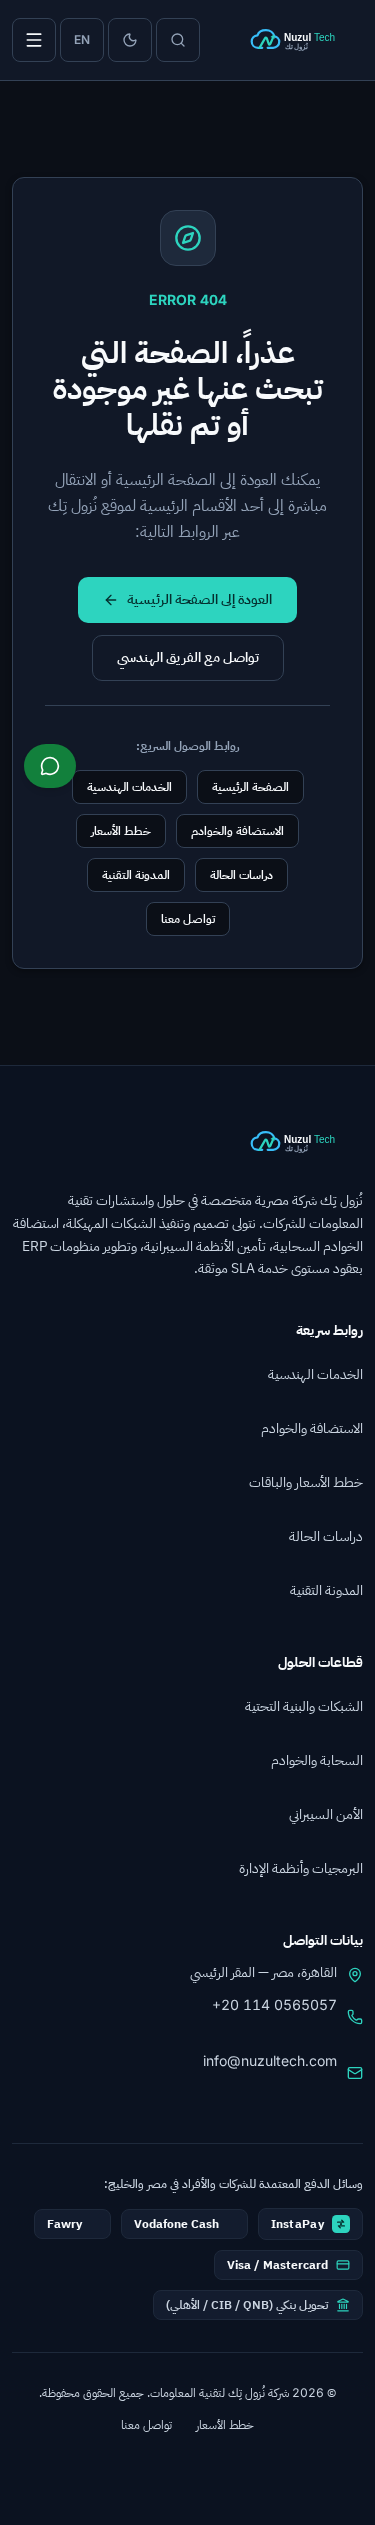 Nuzul Tech
نُزول تك
EN
ERROR 404
عذراً، الصفحة التي
تبحث عنها غير موجودة
أو تم نقلها
يمكنك العودة إلى الصفحة الرئيسية أو الانتقال
مباشرة إلى أحد الأقسام الرئيسية لموقع نُزول تِك
عبر الروابط التالية:
العودة إلى الصفحة الرئيسية
تواصل مع الفريق الهندسي
روابط الوصول السريع:
الصفحة الرئيسية
الخدمات الهندسية
الاستضافة والخوادم
خطط الأسعار
دراسات الحالة
المدونة التقنية
تواصل معنا
Nuzul Tech
نُزول تك
نُزول تِك شركة مصرية متخصصة في حلول واستشارات تقنية
المعلومات للشركات. نتولى تصميم وتنفيذ الشبكات المهيكلة، استضافة
الخوادم السحابية، تأمين الأنظمة السيبرانية، وتطوير منظومات ERP
بعقود مستوى خدمة SLA موثقة.
روابط سريعة
الخدمات الهندسية
الاستضافة والخوادم
خطط الأسعار والباقات
دراسات الحالة
المدونة التقنية
قطاعات الحلول
الشبكات والبنية التحتية
السحابة والخوادم
الأمن السيبراني
البرمجيات وأنظمة الإدارة
بيانات التواصل
القاهرة، مصر — المقر الرئيسي
+20 114 0565057
info@nuzultech.com
وسائل الدفع المعتمدة للشركات والأفراد في مصر والخليج:
InstaPay
Vodafone Cash
Fawry
Visa / Mastercard
تحويل بنكي (CIB / QNB / الأهلي)
© 2026 شركة نُزول تِك لتقنية المعلومات. جميع الحقوق محفوظة.
خطط الأسعار
تواصل معنا